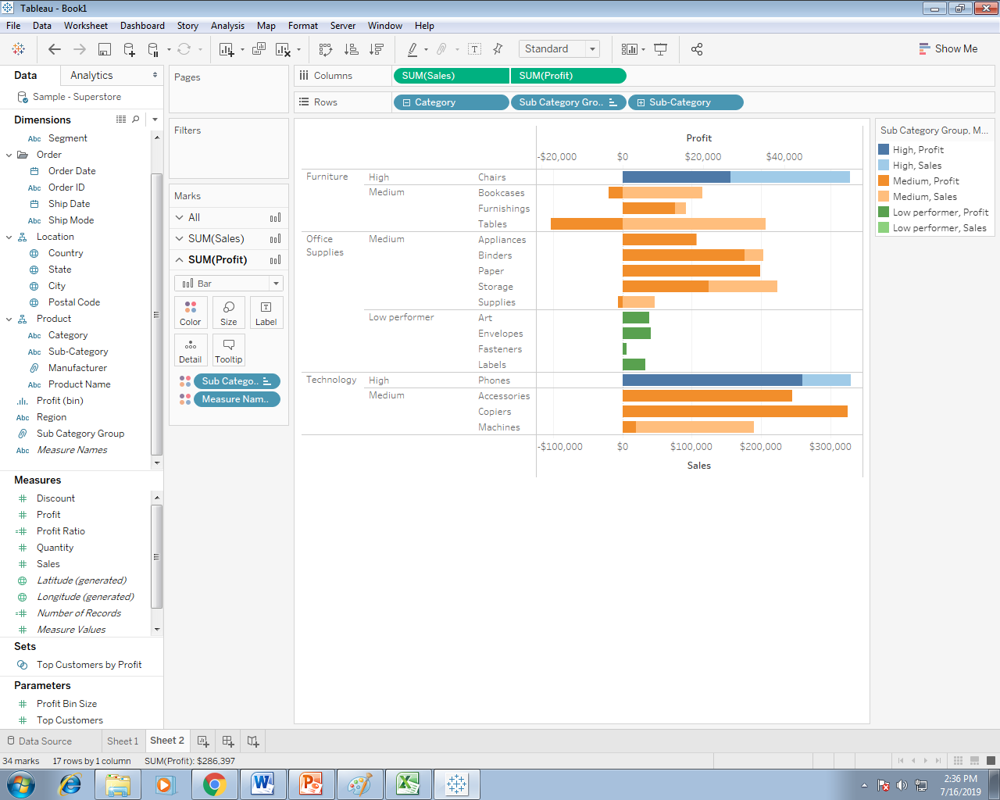 Tableau - Book1
File Data Worksheet Dashboard Story Analysis Map Format Server Window Help
Standard
Show Me
Data Analytics
Sample - Superstore
Dimensions
Abc Segment
Order
Order Date
Abc Order ID
Ship Date
Abc Ship Mode
Location
Country
State
City
Postal Code
Product
Abc Category
Abc Sub-Category
Manufacturer
Abc Product Name
Profit (bin)
Abc Region
Sub Category Group
Abc Measure Names
Measures
# Discount
# Profit
=# Profit Ratio
# Quantity
# Sales
Latitude (generated)
Longitude (generated)
=# Number of Records
# Measure Values
Sets
Top Customers by Profit
Parameters
# Profit Bin Size
# Top Customers
Pages
Filters
Marks
All
SUM(Sales)
SUM(Profit)
Bar
Color Size Label
Detail Tooltip
Sub Catego..
Measure Nam..
Columns SUM(Sales) SUM(Profit)
Rows Category Sub Category Gro.. Sub-Category
Profit
-$20,000 $0 $20,000 $40,000
Furniture High Chairs
Medium Bookcases
Furnishings
Tables
Office Supplies Medium Appliances
Binders
Paper
Storage
Supplies
Low performer Art
Envelopes
Fasteners
Labels
Technology High Phones
Medium Accessories
Copiers
Machines
-$100,000 $0 $100,000 $200,000 $300,000
Sales
Sub Category Group, M...
High, Profit
High, Sales
Medium, Profit
Medium, Sales
Low performer, Profit
Low performer, Sales
Data Source Sheet 1 Sheet 2
34 marks 17 rows by 1 column SUM(Profit): $286,397
2:36 PM
7/16/2019